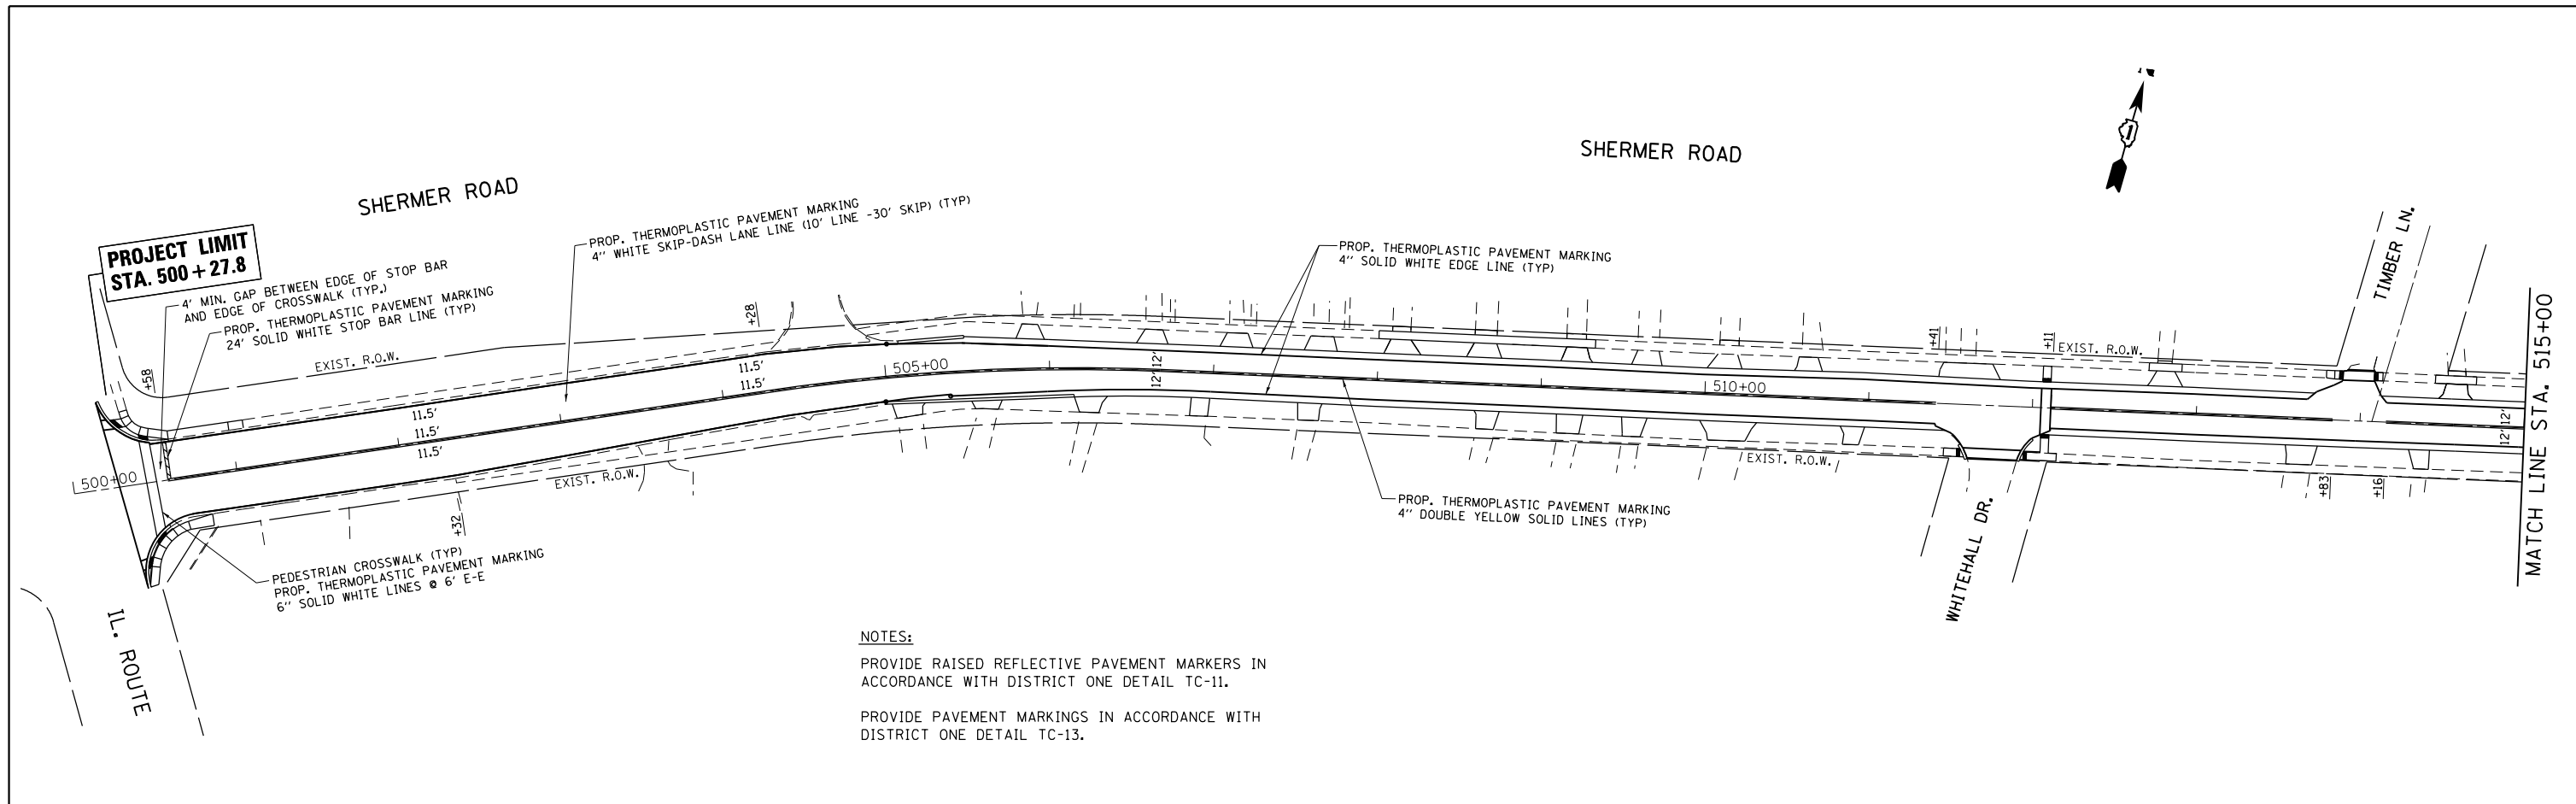 SHERMER ROAD
SHERMER ROAD
PROJECT LIMIT
STA. 500+27.8
4' MIN. GAP BETWEEN EDGE OF STOP BAR
AND EDGE OF CROSSWALK (TYP.)
PROP. THERMOPLASTIC PAVEMENT MARKING
24' SOLID WHITE STOP BAR LINE (TYP)
PROP. THERMOPLASTIC PAVEMENT MARKING
4" WHITE SKIP-DASH LANE LINE (10' LINE -30' SKIP) (TYP)
PROP. THERMOPLASTIC PAVEMENT MARKING
4" SOLID WHITE EDGE LINE (TYP)
1
TIMBER LN.
MATCH LINE STA. 515+00
+58
EXIST. R.O.W.
+28
11.5'
11.5'
11.5'
11.5'
11.5'
505+00
12'
12'
510+00
+41
+11
EXIST. R.O.W.
12'
12'
500+00
EXIST. R.O.W.
+32
EXIST. R.O.W.
+83
+16
PROP. THERMOPLASTIC PAVEMENT MARKING
4" DOUBLE YELLOW SOLID LINES (TYP)
WHITEHALL DR.
PEDESTRIAN CROSSWALK (TYP)
PROP. THERMOPLASTIC PAVEMENT MARKING
6" SOLID WHITE LINES @ 6' E-E
IL. ROUTE
NOTES:
PROVIDE RAISED REFLECTIVE PAVEMENT MARKERS IN
ACCORDANCE WITH DISTRICT ONE DETAIL TC-11.
PROVIDE PAVEMENT MARKINGS IN ACCORDANCE WITH
DISTRICT ONE DETAIL TC-13.